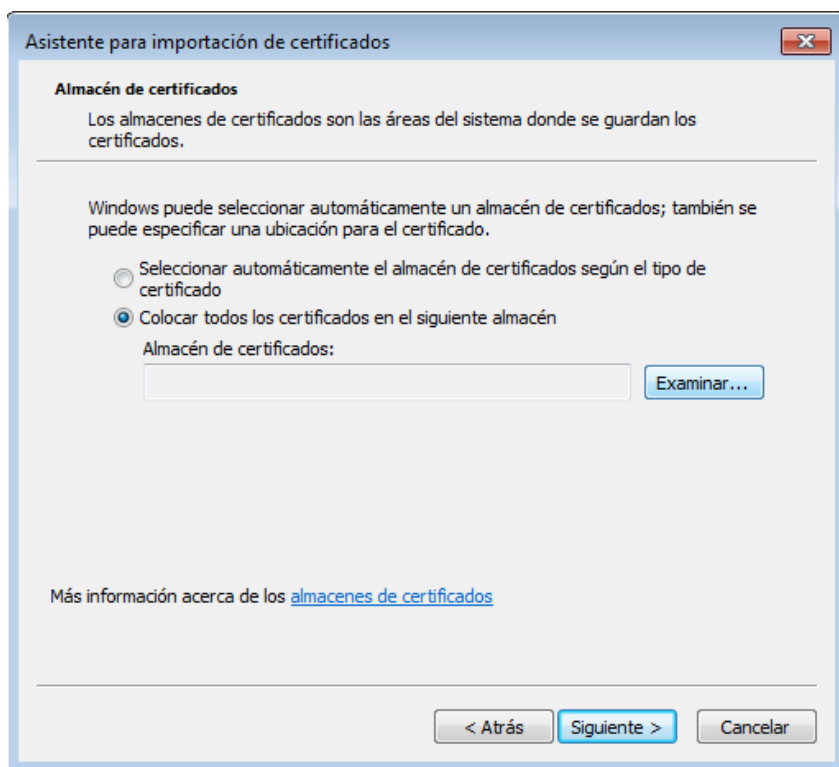 Asistente para importación de certificados
Almacén de certificados
Los almacenes de certificados son las áreas del sistema donde se guardan los
certificados.
Windows puede seleccionar automáticamente un almacén de certificados; también se
puede especificar una ubicación para el certificado.
Seleccionar automáticamente el almacén de certificados según el tipo de
certificado
Colocar todos los certificados en el siguiente almacén
Almacén de certificados:
Examinar...
Más información acerca de los almacenes de certificados
< Atrás Siguiente > Cancelar